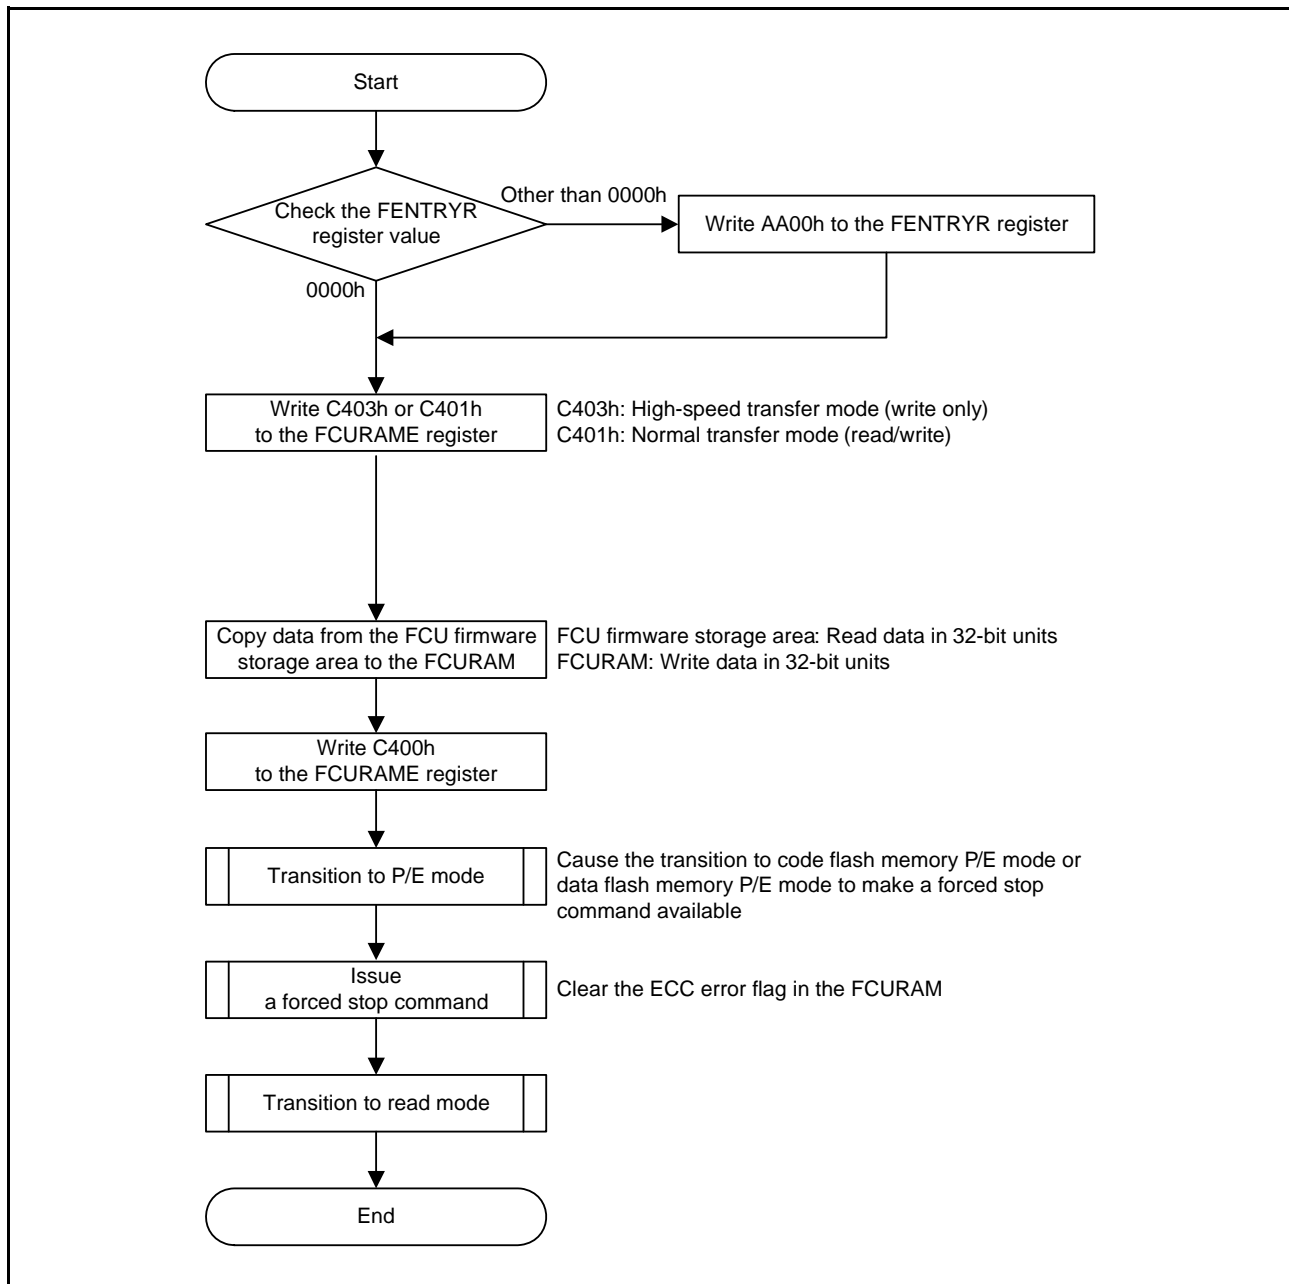 Start
Check the FENTRYR
register value
Other than 0000h
Write AA00h to the FENTRYR register
0000h
Write C403h or C401h
to the FCURAME register
C403h: High-speed transfer mode (write only)
C401h: Normal transfer mode (read/write)
Copy data from the FCU firmware
storage area to the FCURAM
FCU firmware storage area: Read data in 32-bit units
FCURAM: Write data in 32-bit units
Write C400h
to the FCURAME register
Transition to P/E mode
Cause the transition to code flash memory P/E mode or
data flash memory P/E mode to make a forced stop
command available
Issue
a forced stop command
Clear the ECC error flag in the FCURAM
Transition to read mode
End